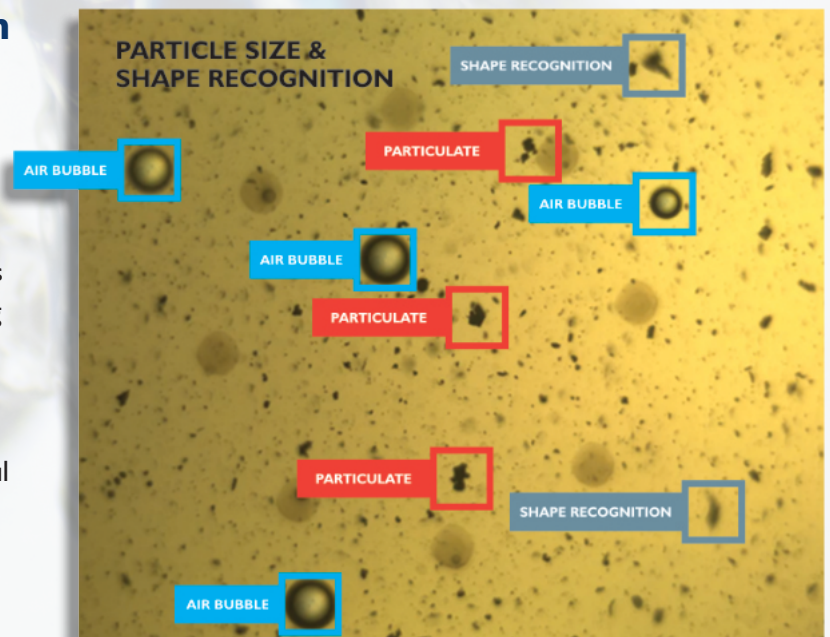 PARTICLE SIZE &
SHAPE RECOGNITION
SHAPE RECOGNITION
PARTICULATE
AIR BUBBLE
AIR BUBBLE
AIR BUBBLE
PARTICULATE
PARTICULATE
SHAPE RECOGNITION
AIR BUBBLE